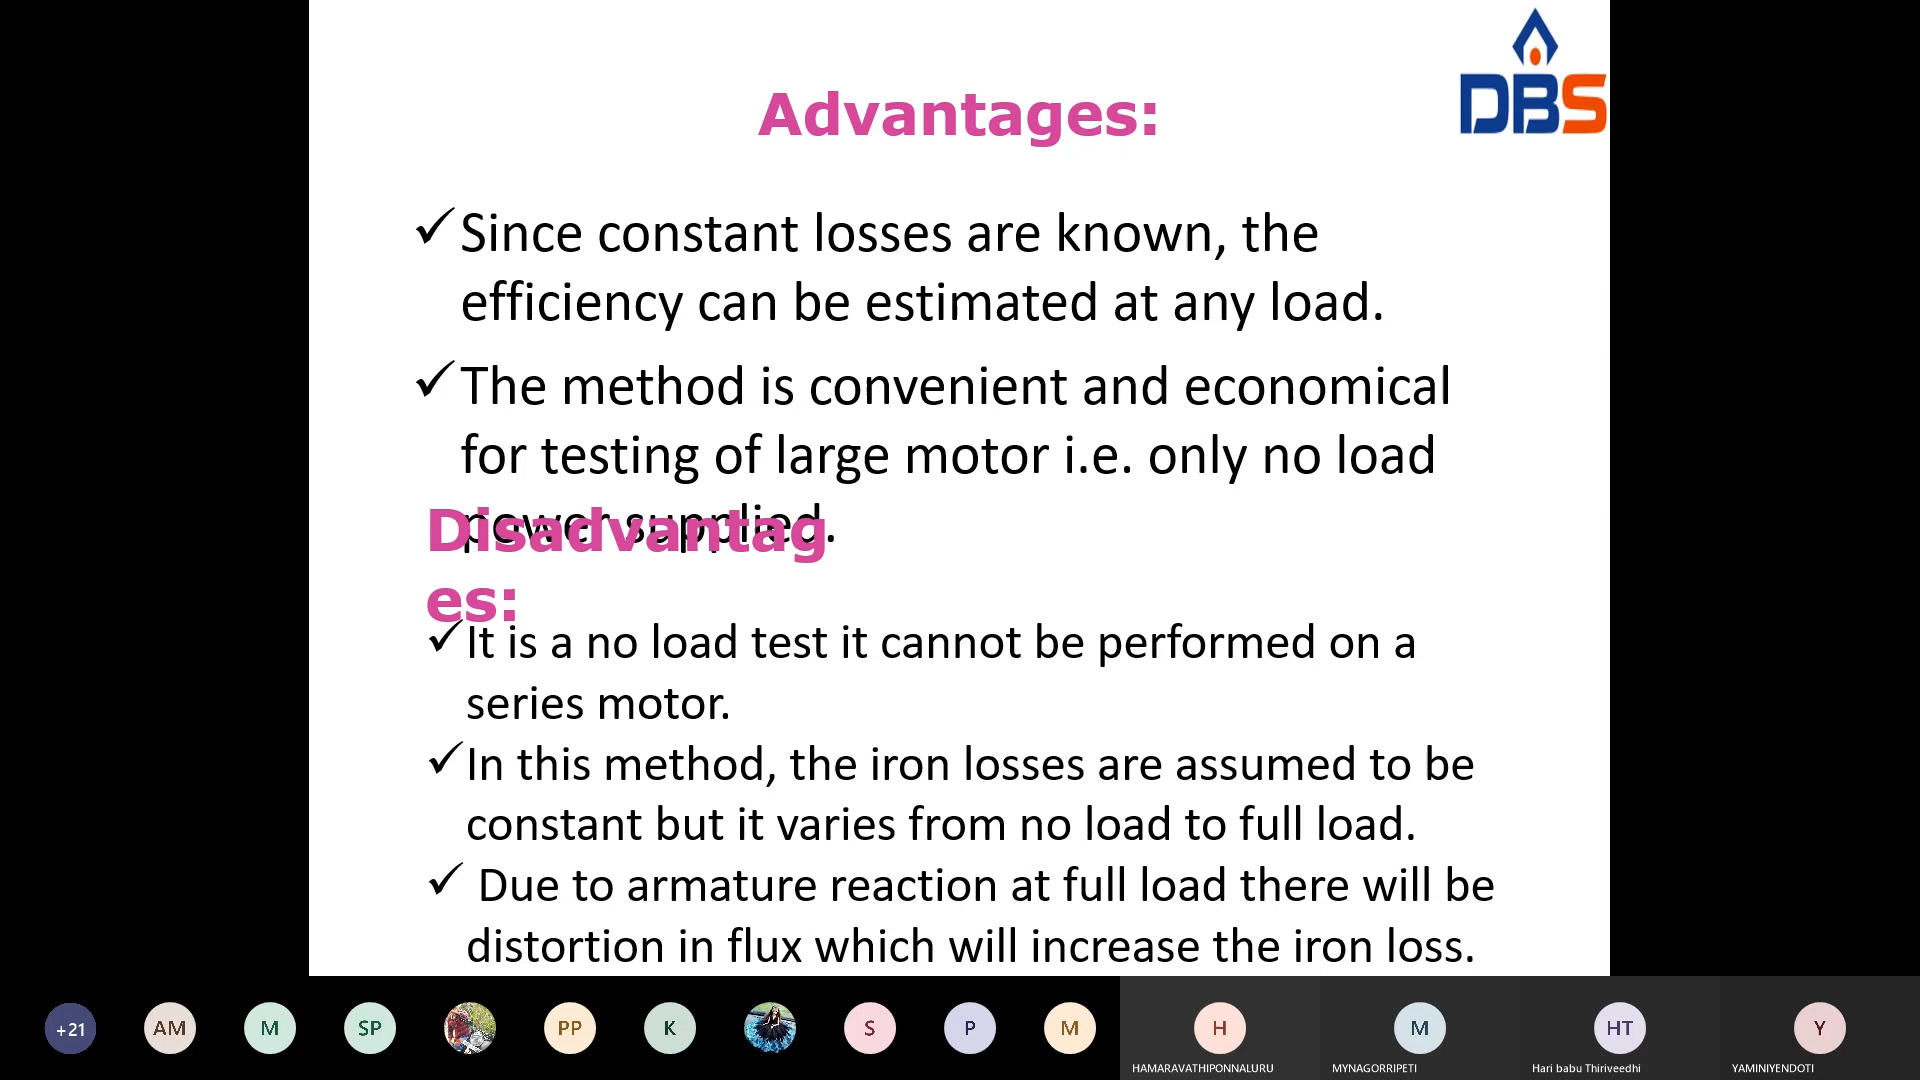 DBS
Advantages:
✓Since constant losses are known, the
efficiency can be estimated at any load.
✓The method is convenient and economical
for testing of large motor i.e. only no load
power supplied.
Disadvantag
es:
✓It is a no load test it cannot be performed on a
series motor.
✓In this method, the iron losses are assumed to be
constant but it varies from no load to full load.
✓ Due to armature reaction at full load there will be
distortion in flux which will increase the iron loss.
+21 AM M SP PP K S P M H M HT Y
HAMARAVATHIPONNALURU MYNAGORRIPETI Hari babu Thiriveedhi YAMINIYENDOTI